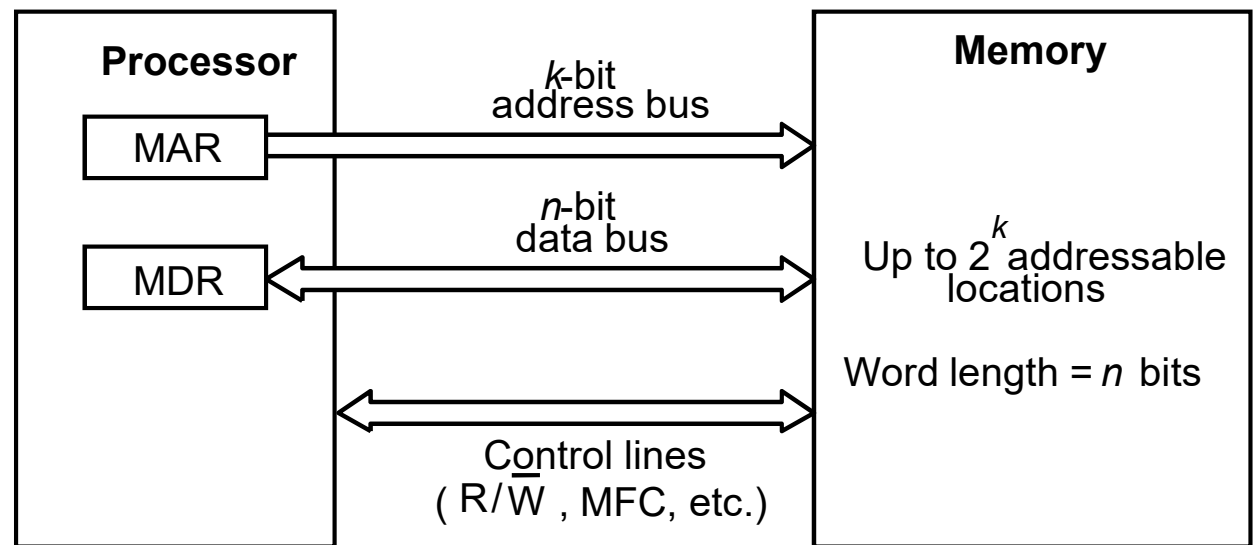 Processor
MAR
MDR
k-bit
address bus
n-bit
data bus
Control lines
( R/W̅ , MFC, etc.)
Memory
Up to 2^k addressable
locations
Word length = n bits